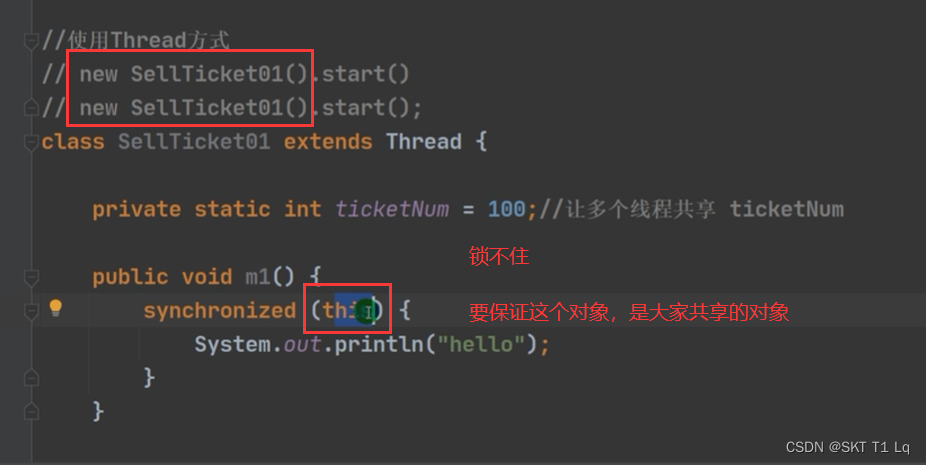 //使用Thread方式
// new SellTicket01().start()
// new SellTicket01().start();
class SellTicket01 extends Thread {
private static int ticketNum = 100;//让多个线程共享 ticketNum
锁不住
public void m1() {
synchronized (this) {
要保证这个对象，是大家共享的对象
System.out.println("hello");
}
}
CSDN @SKT T1 Lq